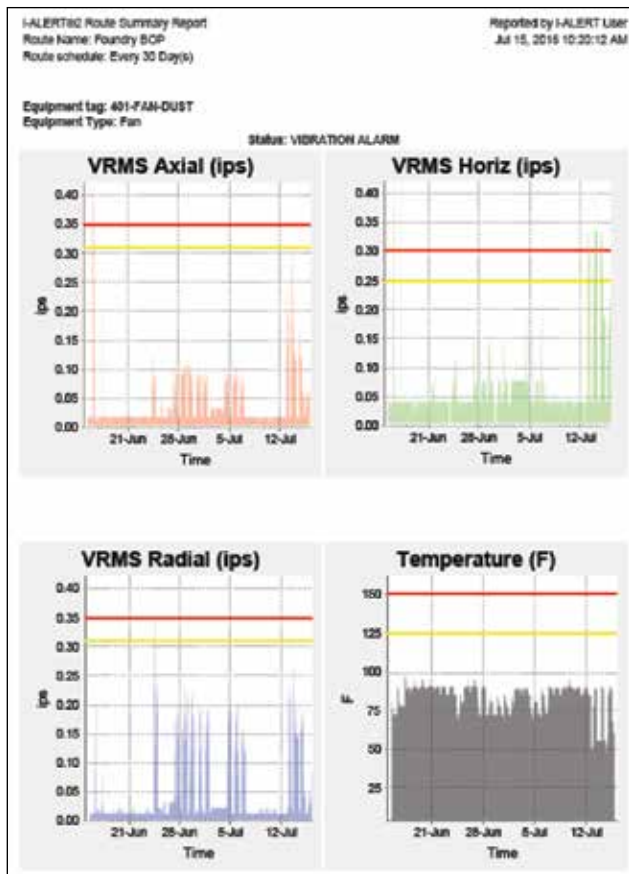 i-ALERT®2 Route Summary Report
Route Name: Foundry BOP
Route schedule: Every 30 Day(s)
Reported by i-ALERT User
Jul 15, 2016 10:20:12 AM
Equipment tag: 401-FAN-DUST
Equipment Type: Fan
Status: VIBRATION ALARM
VRMS Axial (ips)
0.40
0.35
0.30
0.25
0.20
0.15
0.10
0.05
0.00
ips
21-Jun 28-Jun 5-Jul 12-Jul
Time
VRMS Horiz (ips)
0.40
0.35
0.30
0.25
0.20
0.15
0.10
0.05
0.00
ips
21-Jun 28-Jun 5-Jul 12-Jul
Time
VRMS Radial (ips)
0.40
0.35
0.30
0.25
0.20
0.15
0.10
0.05
0.00
ips
21-Jun 28-Jun 5-Jul 12-Jul
Time
Temperature (F)
150
125
100
75
50
25
F
21-Jun 28-Jun 5-Jul 12-Jul
Time